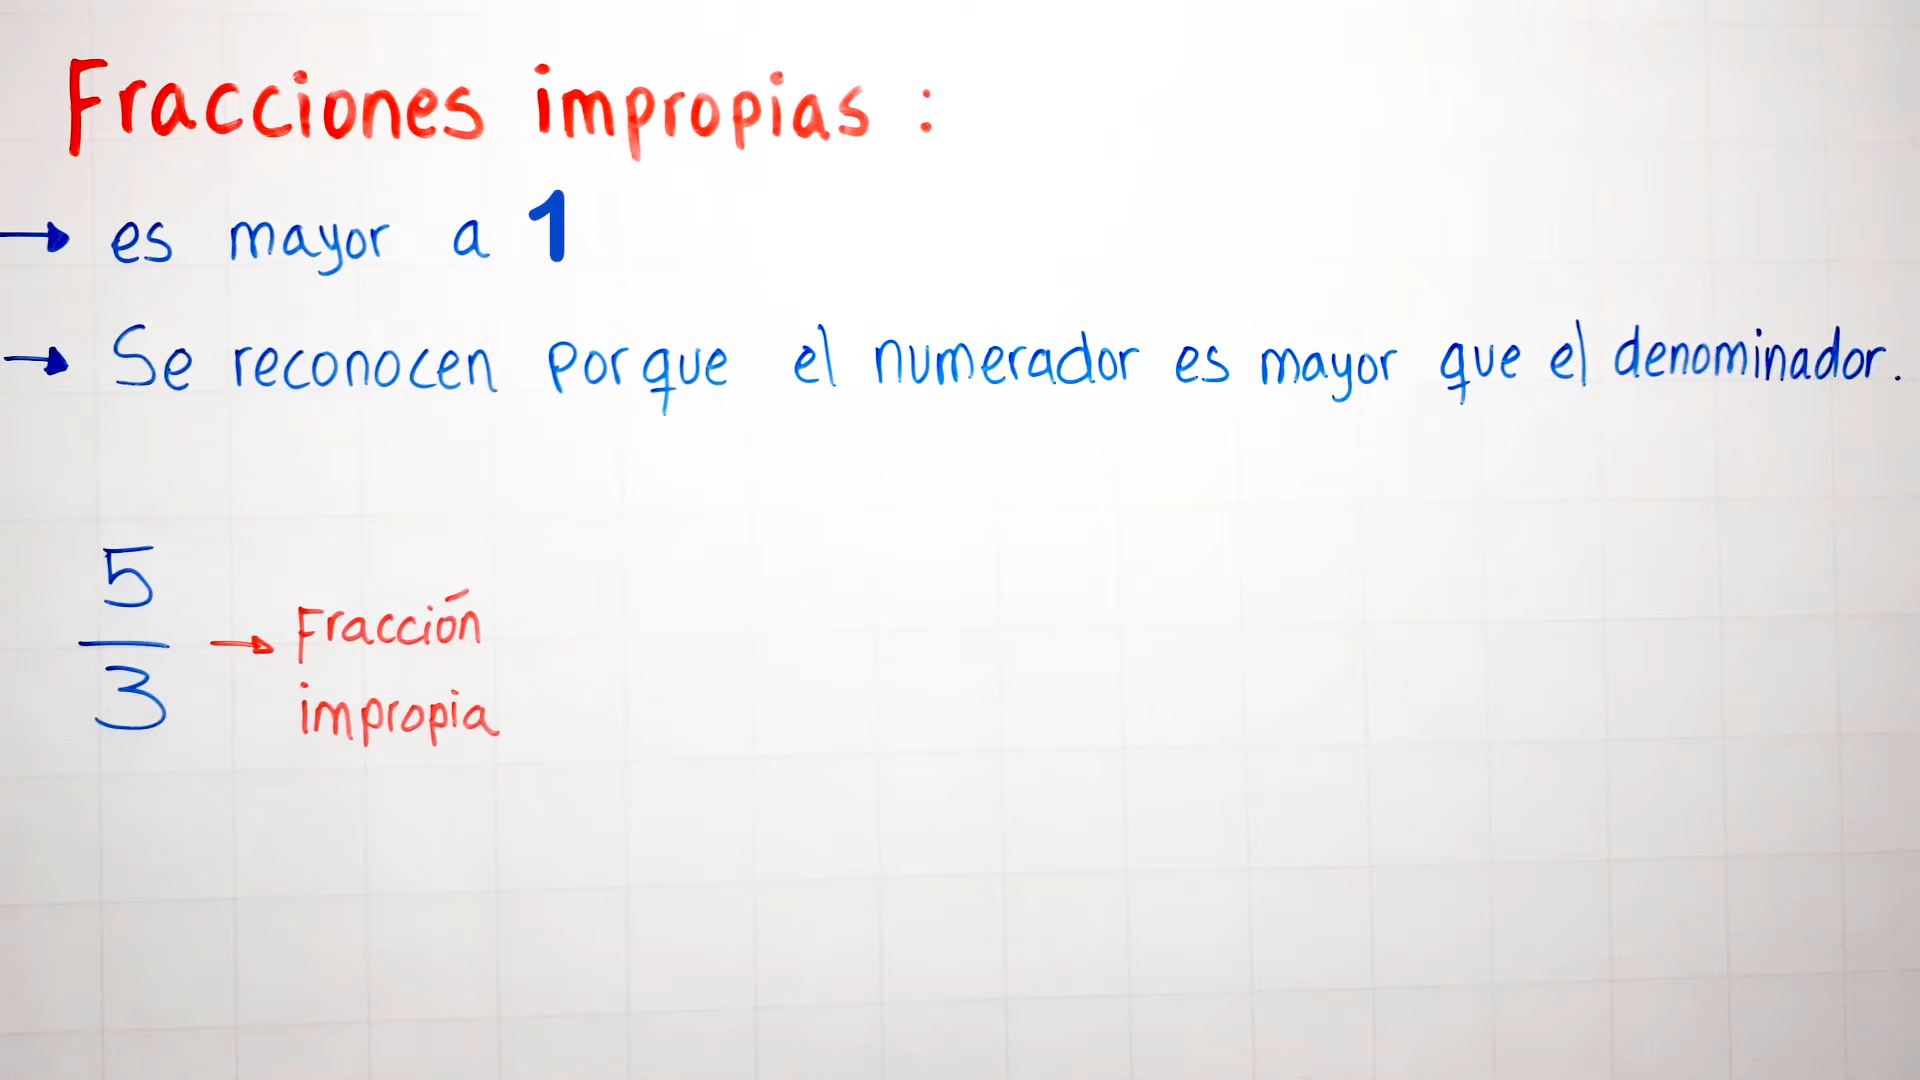 Fracciones impropias :
→ es mayor a 1
→ Se reconocen porque el numerador es mayor que el denominador.
5
3
→ Fracción
impropia